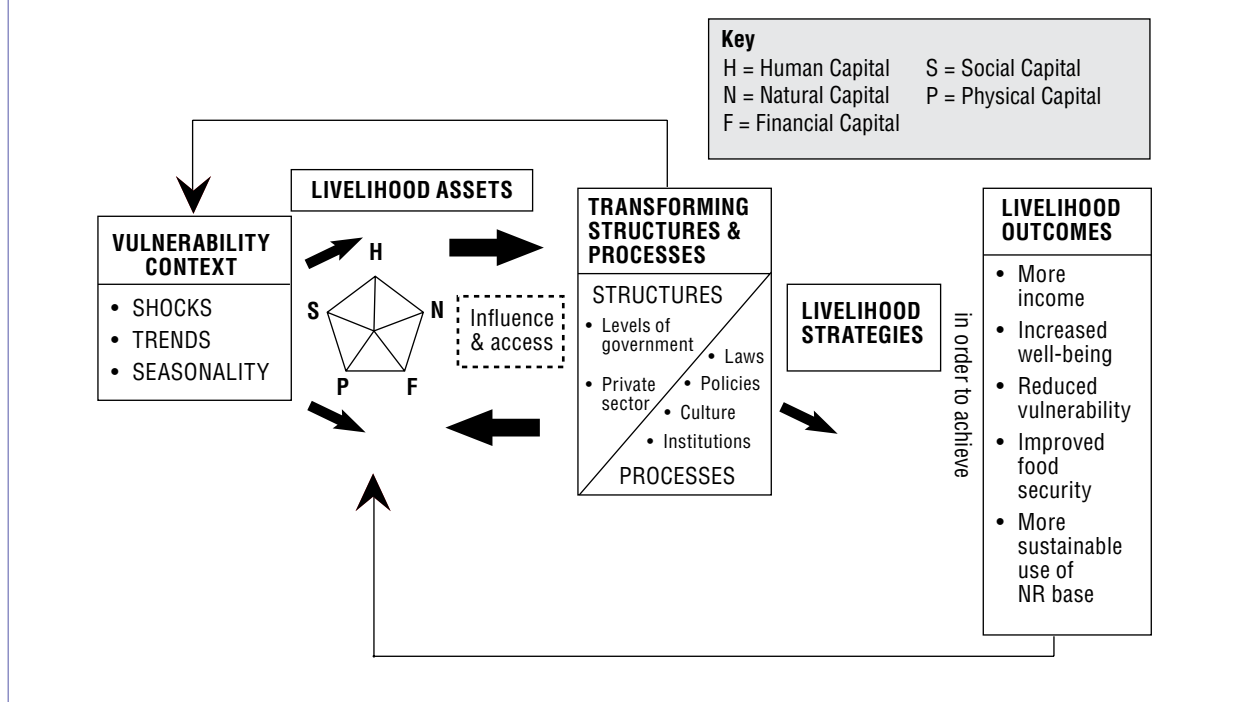 Key
H = Human Capital
S = Social Capital
N = Natural Capital
P = Physical Capital
F = Financial Capital
LIVELIHOOD ASSETS
VULNERABILITY
CONTEXT
• SHOCKS
• TRENDS
• SEASONALITY
H
S
N
P
F
Influence
& access
TRANSFORMING
STRUCTURES &
PROCESSES
STRUCTURES
• Levels of
government
• Private
sector
• Laws
• Policies
• Culture
• Institutions
PROCESSES
LIVELIHOOD
STRATEGIES
in order to achieve
LIVELIHOOD
OUTCOMES
• More
income
• Increased
well-being
• Reduced
vulnerability
• Improved
food
security
• More
sustainable
use of
NR base